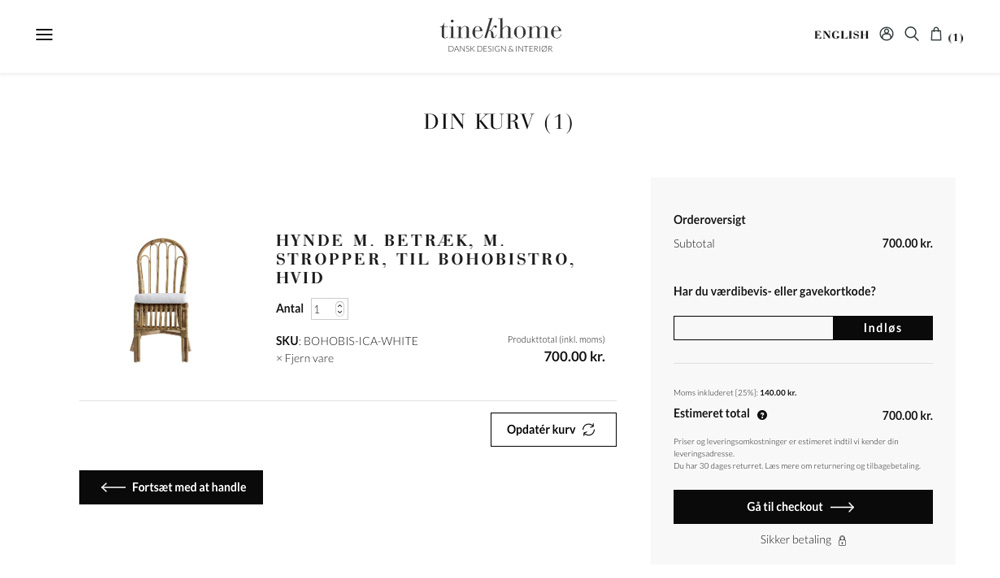 tinekhome
DANSK DESIGN & INTERIØR
ENGLISH
(1)
DIN KURV (1)
HYNDE M. BETRÆK, M.
STROPPER, TIL BOHOBISTRO,
HVID
Antal 1
SKU: BOHOBIS-ICA-WHITE
× Fjern vare
Produkttotal (inkl. moms)
700.00 kr.
Opdatér kurv
Fortsæt med at handle
Orderoversigt
Subtotal 700.00 kr.
Har du værdibevis- eller gavekortkode?
Indløs
Moms inkluderet [25%]: 140.00 kr.
Estimeret total ? 700.00 kr.
Priser og leveringsomkostninger er estimeret indtil vi kender din
leveringsadresse.
Du har 30 dages returret. Læs mere om returnering og tilbagebetaling.
Gå til checkout
Sikker betaling